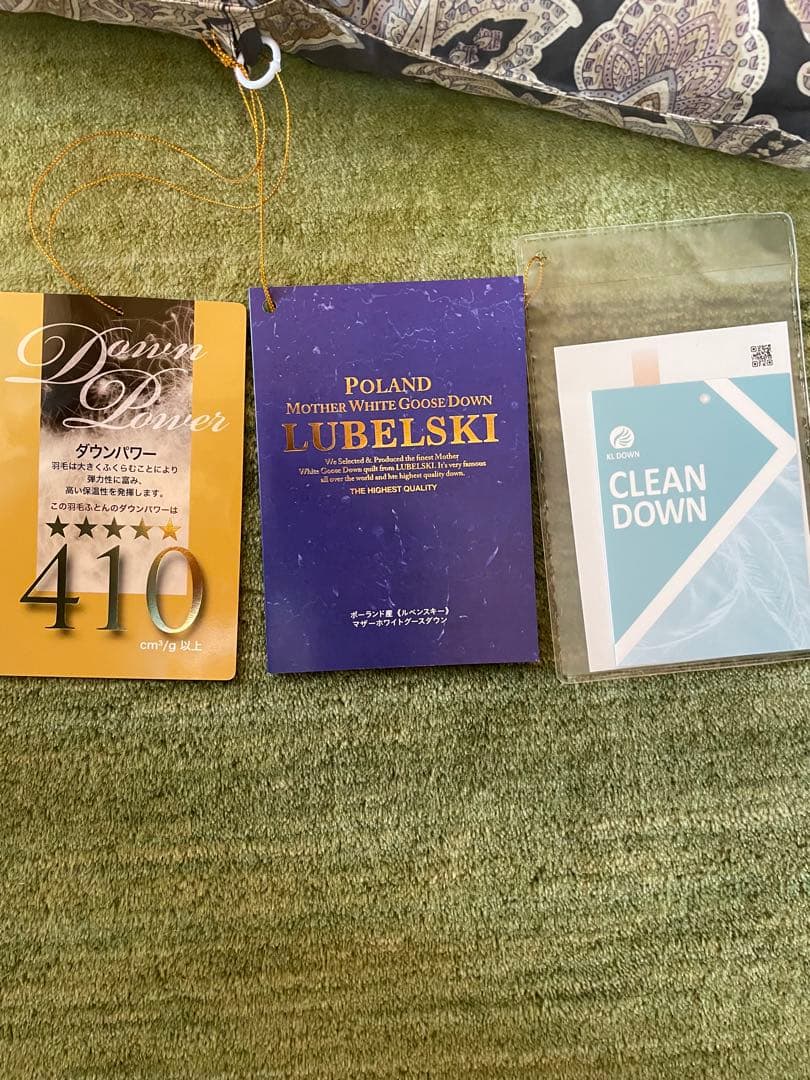 Down
Power
ダウンパワー
羽毛は大きくふくらむことにより
弾力性に富み、
高い保温性を発揮します。
この羽毛ふとんのダウンパワーは
★★★★★
410
cm³/g 以上
POLAND
MOTHER WHITE GOOSE DOWN
LUBELSKI
We Selected & Produced the finest Mother
White Goose Down quilt from LUBELSKI. It's very famous
all over the world and hte highest quality down.
THE HIGHEST QUALITY
ポーランド産《ルベンスキー》
マザーホワイトグースダウン
KL DOWN
CLEAN
DOWN